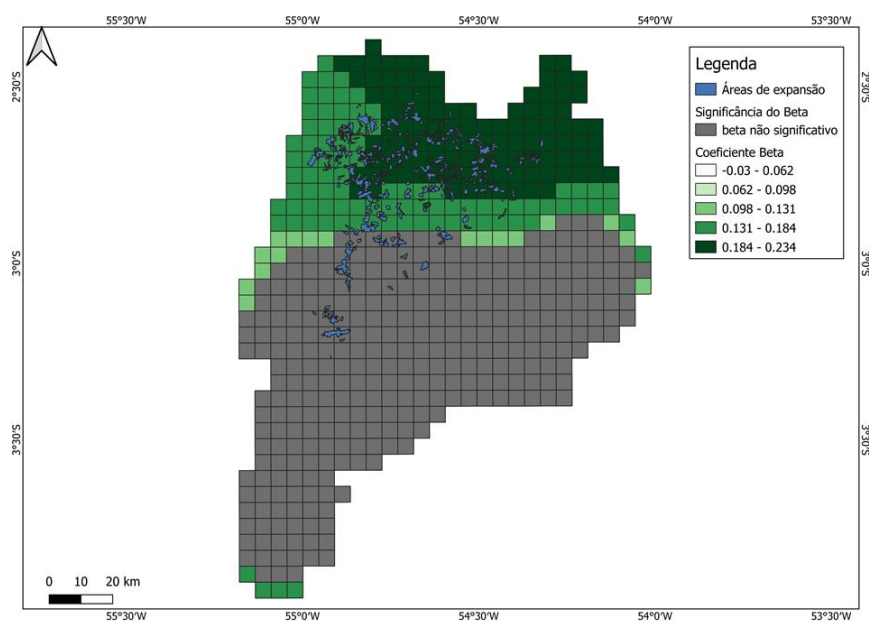 55°30'W 55°0'W 54°30'W 54°0'W 53°30'W
2°30'S
2°30'S
3°0'S
3°0'S
3°30'S
3°30'S
Legenda
Áreas de expansão
Significância do Beta
beta não significativo
Coeficiente Beta
-0.03 - 0.062
0.062 - 0.098
0.098 - 0.131
0.131 - 0.184
0.184 - 0.234
0 10 20 km
55°30'W 55°0'W 54°30'W 54°0'W 53°30'W